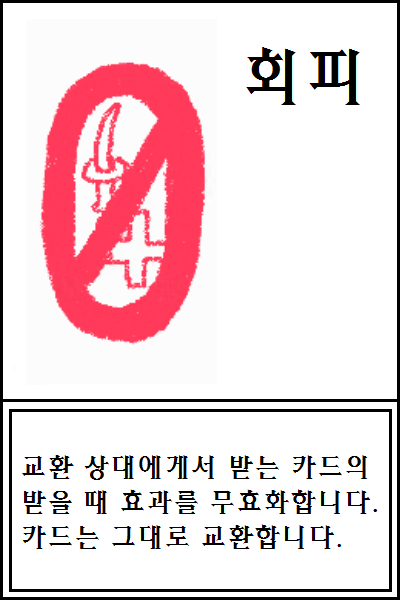 회피
교환 상대에게서 받는 카드의
받을 때 효과를 무효화합니다.
카드는 그대로 교환합니다.